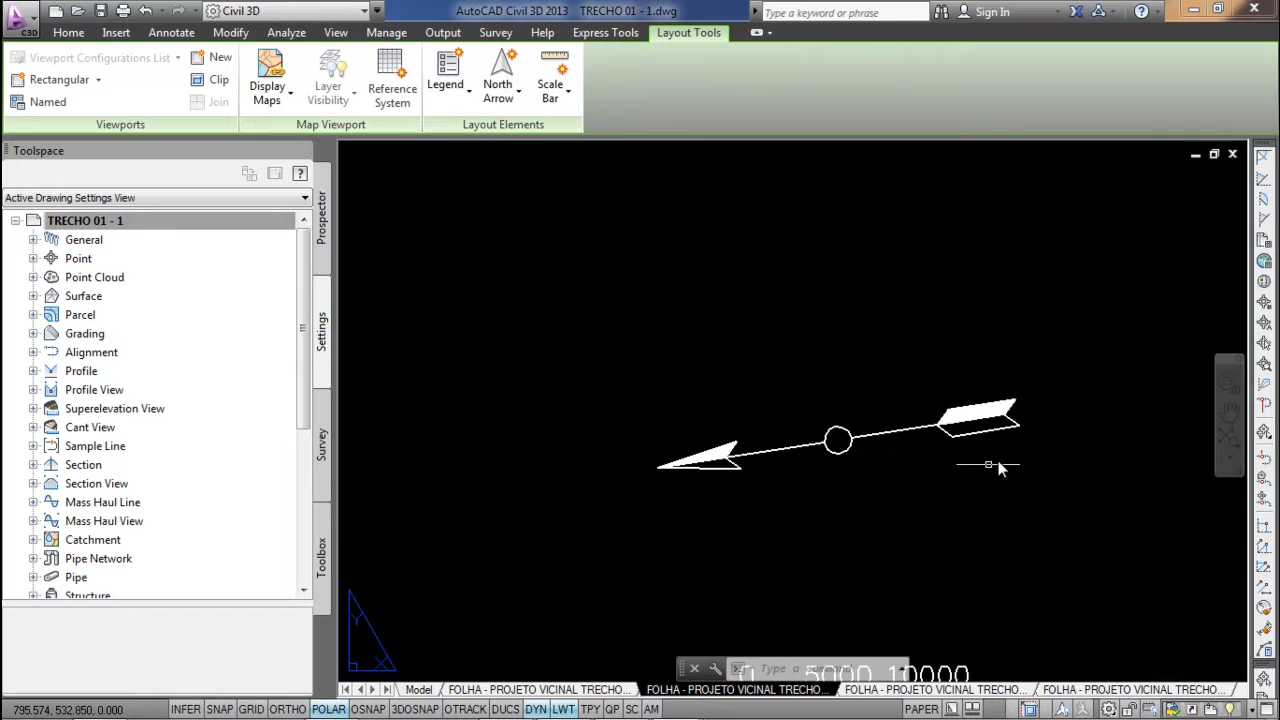 Civil 3D
AutoCAD Civil 3D 2013 TRECHO 01 - 1.dwg
Type a keyword or phrase
Sign In
C3D
Home Insert Annotate Modify Analyze View Manage Output Survey Help Express Tools Layout Tools
Viewport Configurations List New
Rectangular Clip
Named Join
Display Maps
Layer Visibility
Reference System
Legend
North Arrow
Scale Bar
Viewports Map Viewport Layout Elements
Toolspace
Active Drawing Settings View
TRECHO 01 - 1
General
Point
Point Cloud
Surface
Parcel
Grading
Alignment
Profile
Profile View
Superelevation View
Cant View
Sample Line
Section
Section View
Mass Haul Line
Mass Haul View
Catchment
Pipe Network
Pipe
Structure
Prospector
Settings
Survey
Toolbox
Y
X
Type a command
0 5000 10000
Model FOLHA - PROJETO VICINAL TRECHO... FOLHA - PROJETO VICINAL TRECHO... FOLHA - PROJETO VICINAL TRECHO... FOLHA - PROJETO VICINAL TRECHO...
795.574, 532.850, 0.000 INFER SNAP GRID ORTHO POLAR OSNAP 3DOSNAP OTRACK DUCS DYN LWT TPY QP SC AM PAPER